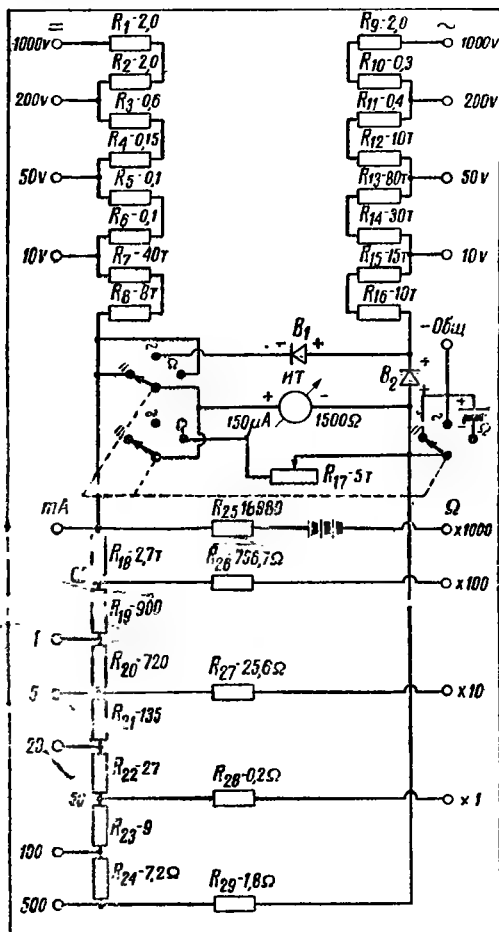 = ~
R1-2,0 R9-2,0
1000V 1000V
R2-2,0 R10-0,3
200V R3-0,6 R11-0,4 200V
R4-0,15 R12-10т
50V R5-0,1 R13-80т 50V
R6-0,1 R14-30т
10V R7-40т R15-15т 10V
R8-8т R16-10т
-Общ
~ Ω - B1 +
= B2 + +
+ ИТ - ~
~ Ω 150μA 1500Ω = Ω
=
R17-5т
mA Ω
R25 16980 x1000
R18-2,7т R26-756,7Ω x100
R19-900
1
R20-720 R27-25,6Ω
5 x10
R21-135
20
R22-27 R28-0,2Ω
50 x1
R23-9
100
R24-7,2Ω R29-1,8Ω
500